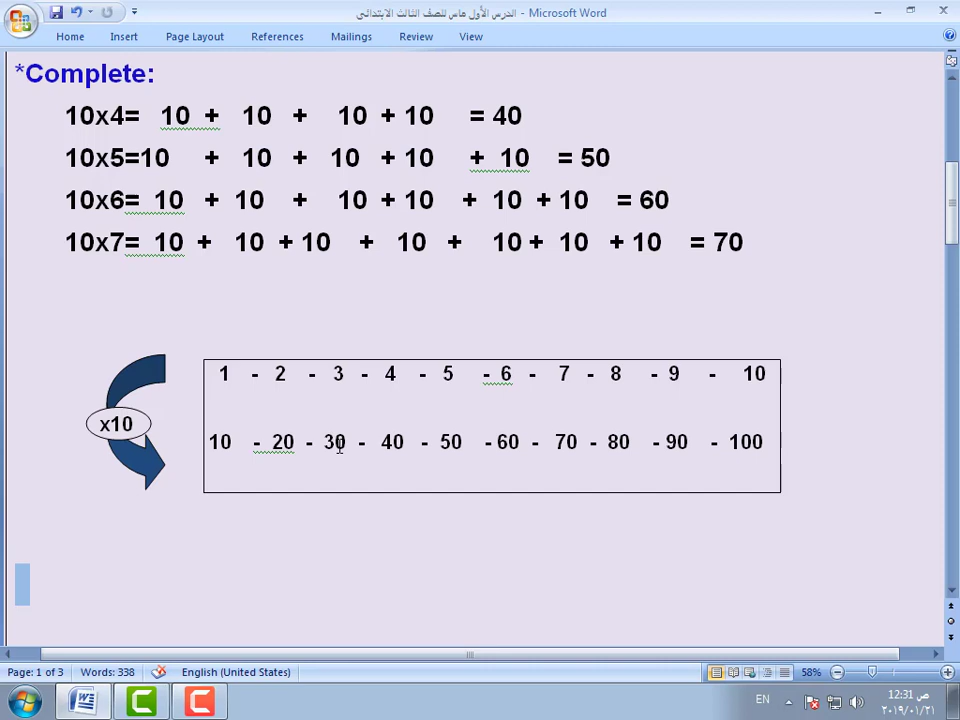 الدرس الأول ماس للصف الثالث الابتدائى - Microsoft Word
Home Insert Page Layout References Mailings Review View
*Complete:
10x4= 10 + 10 + 10 + 10 = 40
10x5=10 + 10 + 10 + 10 + 10 = 50
10x6= 10 + 10 + 10 + 10 + 10 + 10 = 60
10x7= 10 + 10 + 10 + 10 + 10 + 10 + 10 = 70
1 - 2 - 3 - 4 - 5 - 6 - 7 - 8 - 9 - 10
x10
10 - 20 - 30 - 40 - 50 - 60 - 70 - 80 - 90 - 100
Page: 1 of 3 Words: 338 English (United States) 58%
EN 12:31 ص
٢٠١٩/٠١/٢١